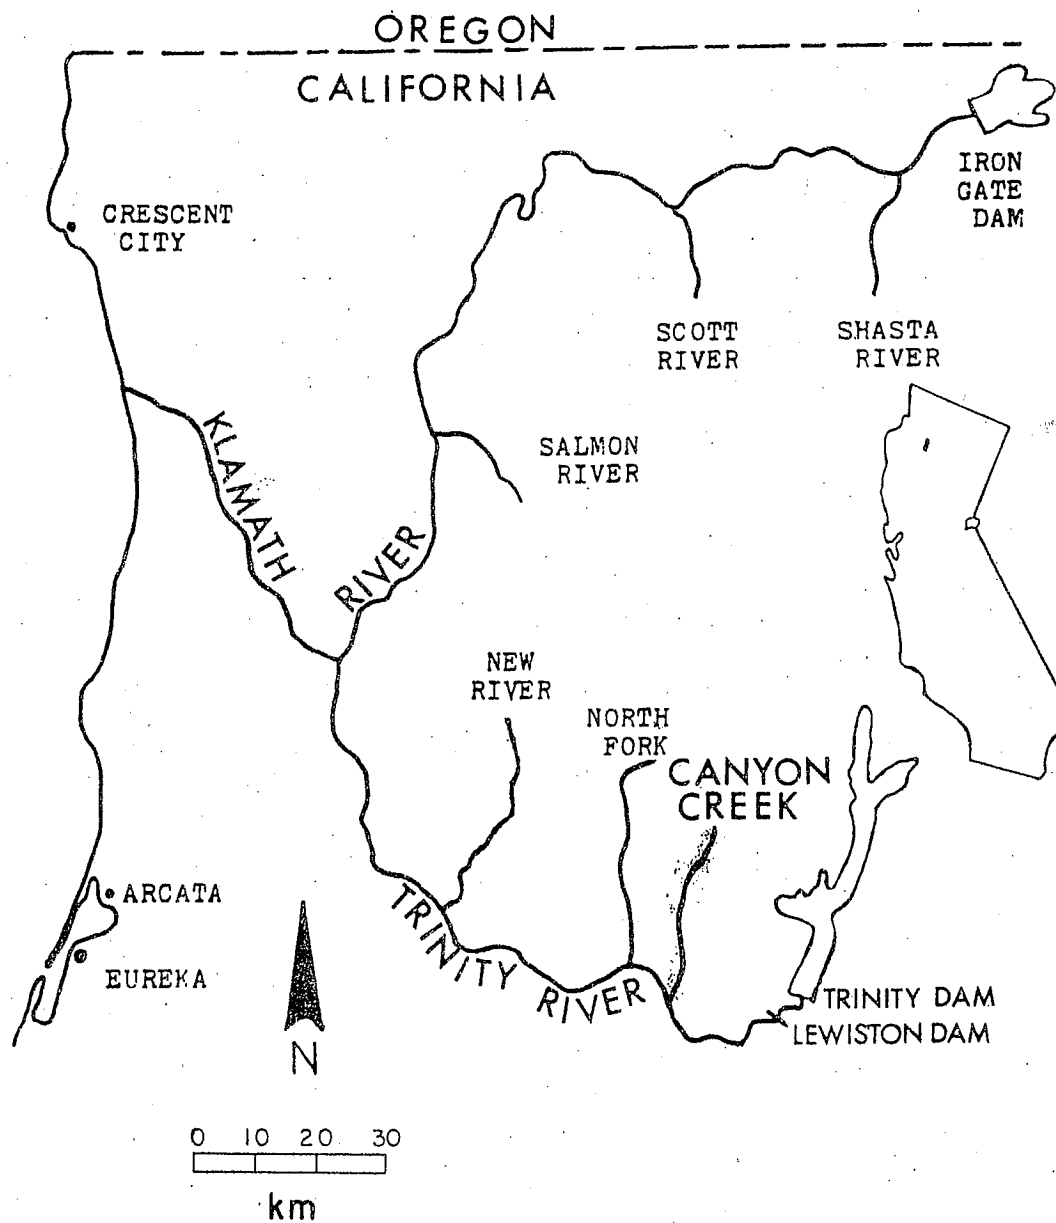 OREGON
CALIFORNIA
IRON
GATE
DAM
CRESCENT
CITY
SCOTT
RIVER
SHASTA
RIVER
KLAMATH
RIVER
SALMON
RIVER
NEW
RIVER
NORTH
FORK
CANYON
CREEK
ARCATA
EUREKA
TRINITY
RIVER
TRINITY DAM
LEWISTON DAM
N
0 10 20 30
km